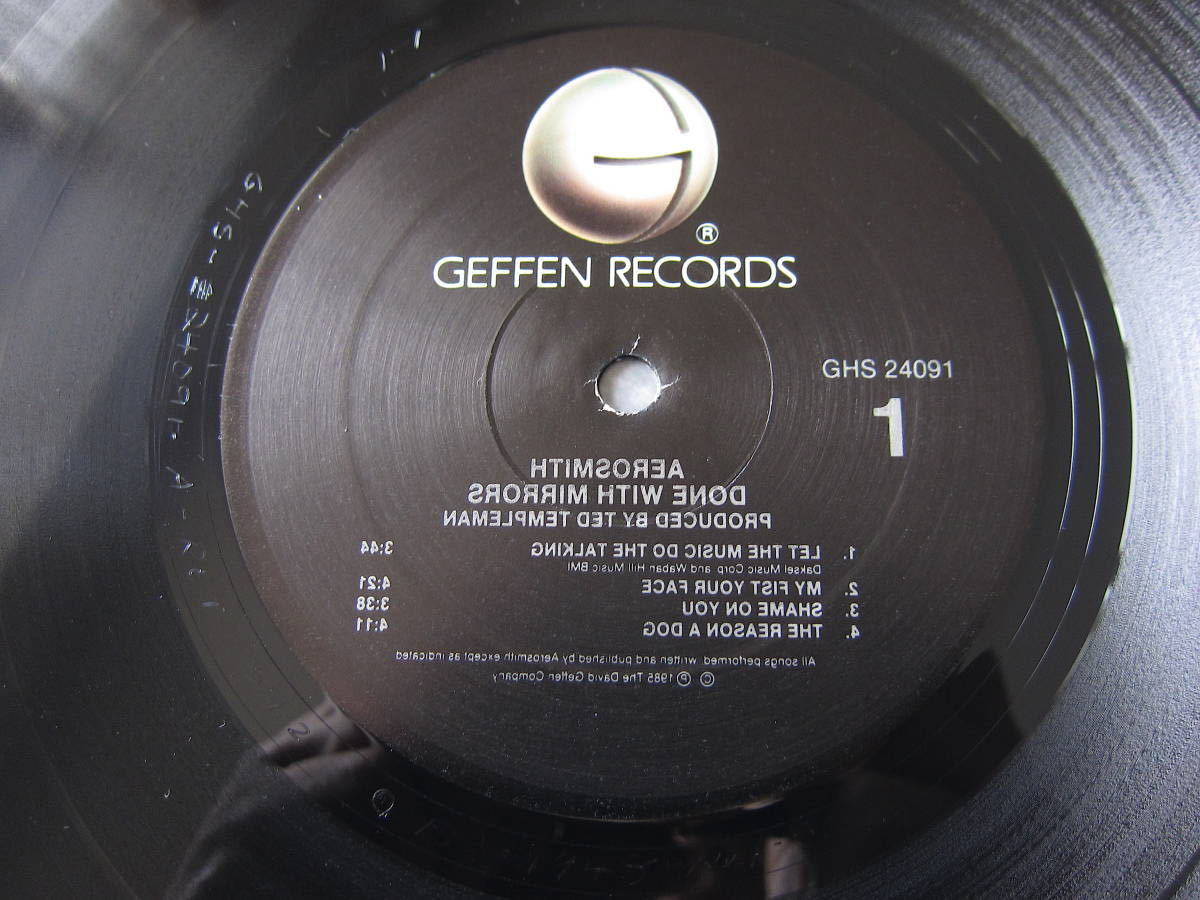 ®
GEFFEN RECORDS
GHS 24091
1
AEROSMITH
DONE WITH MIRRORS
PRODUCED BY TED TEMPLEMAN
1. LET THE MUSIC DO THE TALKING 3:44
Daksel Music Corp and Waban Hill Music BMI
2. MY FIST YOUR FACE 4:21
3. SHAME ON YOU 3:38
4. THE REASON A DOG 4:11
All songs performed, written and published by Aerosmith except as indicated
© ℗ 1985 The David Geffen Company